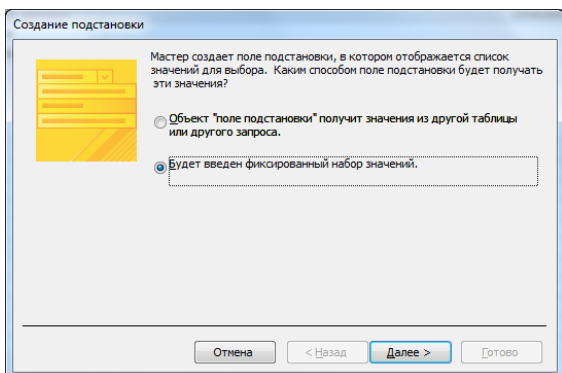 Создание подстановки
Мастер создает поле подстановки, в котором отображается список
значений для выбора. Каким способом поле подстановки будет получать
эти значения?
Объект "поле подстановки" получит значения из другой таблицы
или другого запроса.
Будет введен фиксированный набор значений.
Отмена
< Назад
Далее >
Готово